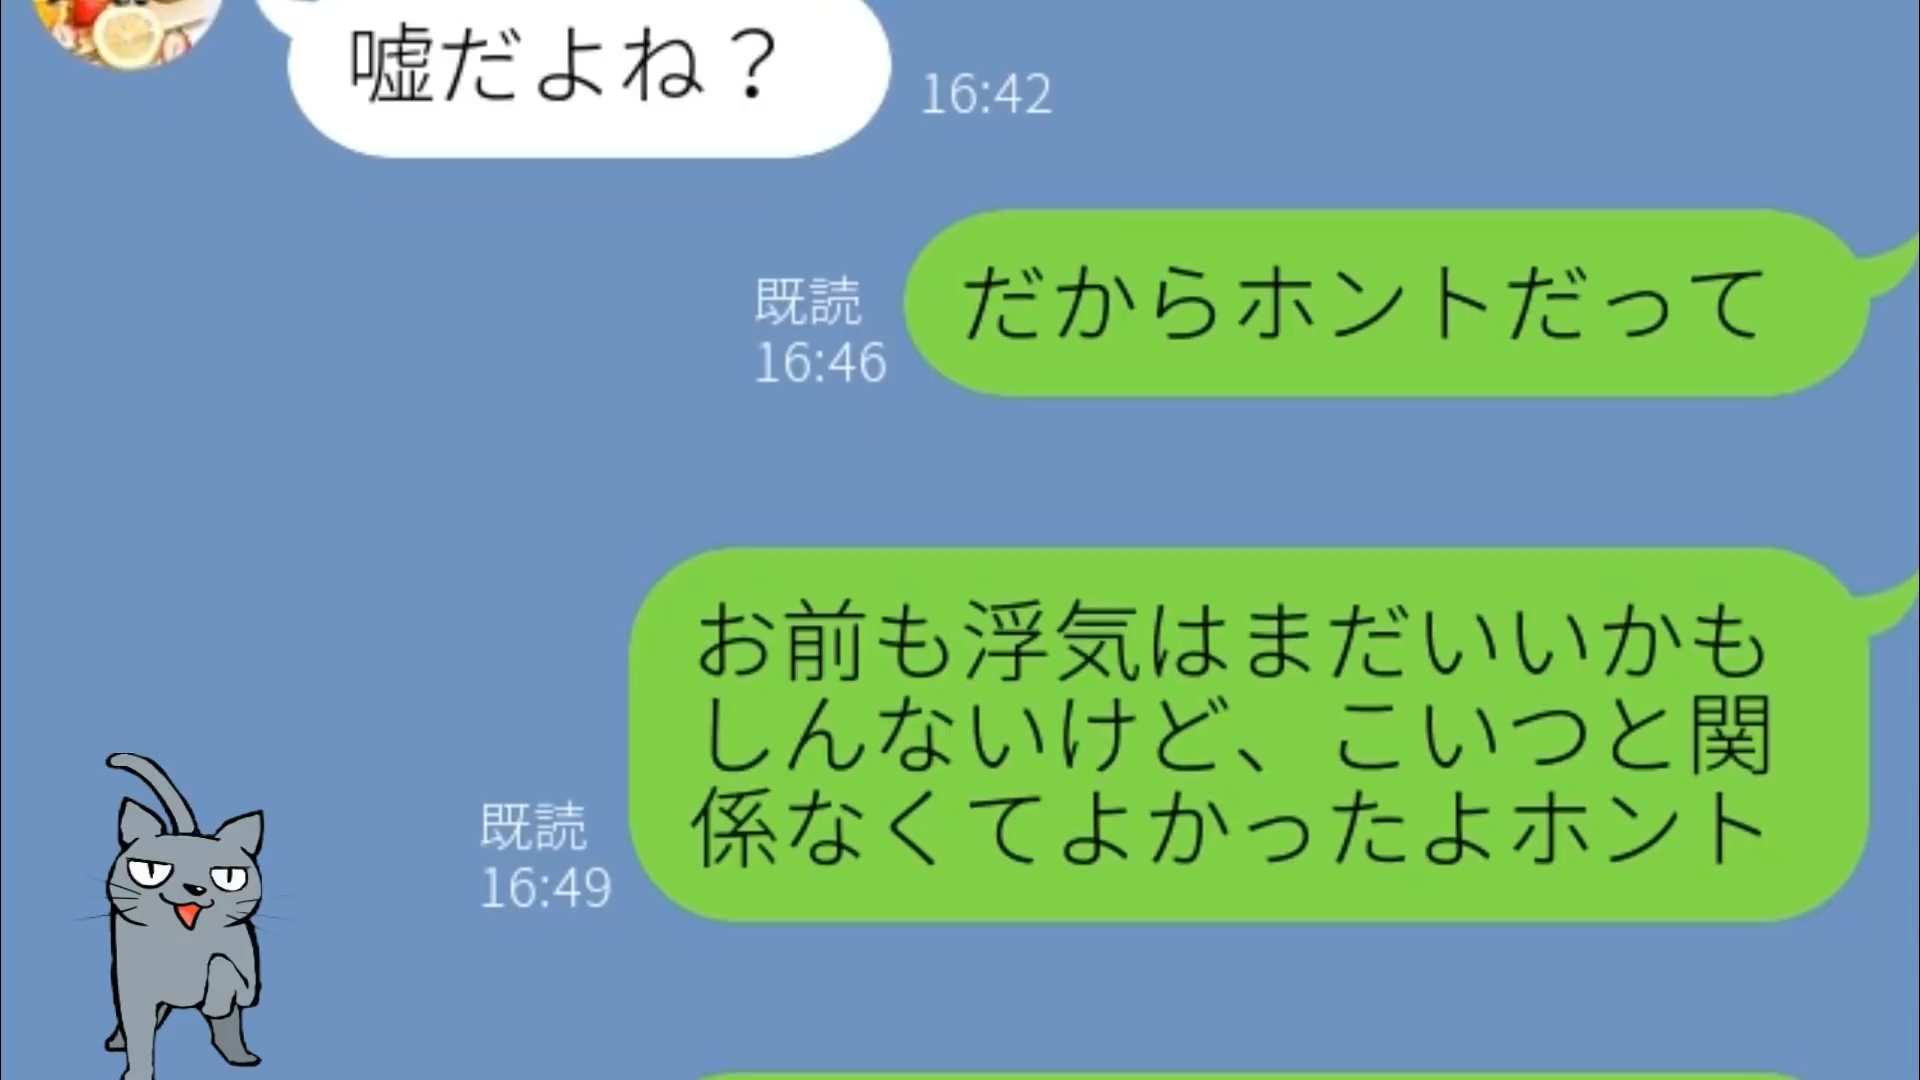 嘘だよね？
16:42
だからホントだって
既読
16:46
お前も浮気はまだいいかも
しんないけど、こいつと関
係なくてよかったよホント
既読
16:49